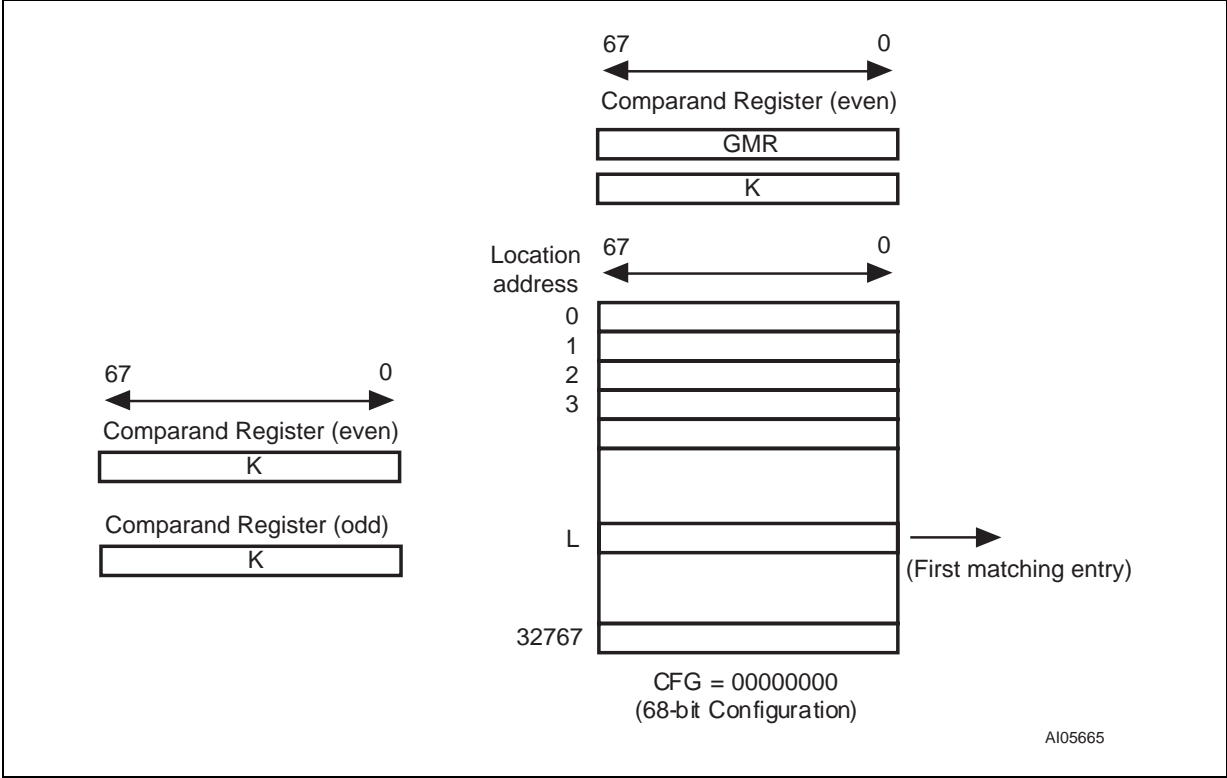 67 0
Comparand Register (even)
GMR
K
Location
address
67 0
0
1
2
3
L
(First matching entry)
32767
CFG = 00000000
(68-bit Configuration)
67 0
Comparand Register (even)
K
Comparand Register (odd)
K
AI05665